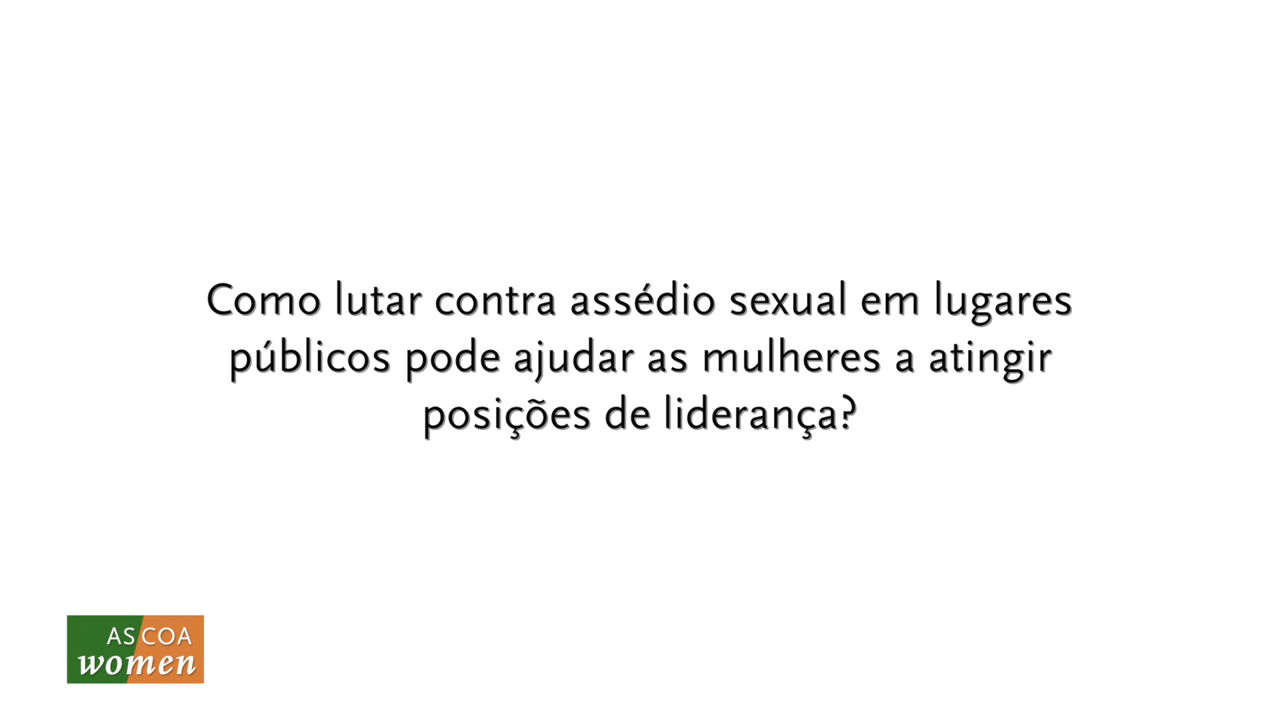 Como lutar contra assédio sexual em lugares
públicos pode ajudar as mulheres a atingir
posições de liderança?
AS COA
women